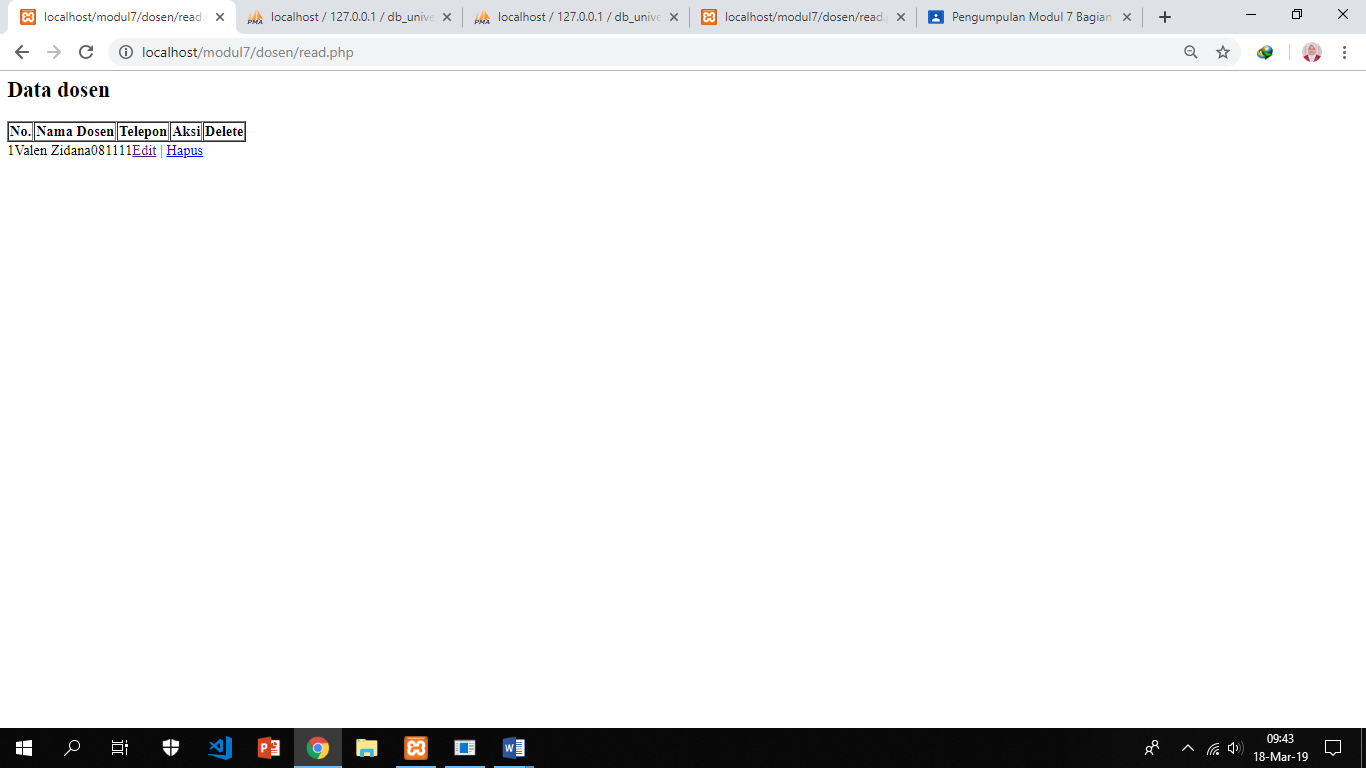 localhost/modul7/dosen/read.
localhost / 127.0.0.1 / db_unive
localhost / 127.0.0.1 / db_unive
localhost/modul7/dosen/read.
Pengumpulan Modul 7 Bagian
localhost/modul7/dosen/read.php
Data dosen
No. Nama Dosen Telepon Aksi Delete
1Valen Zidana081111Edit | Hapus
09:43
18-Mar-19